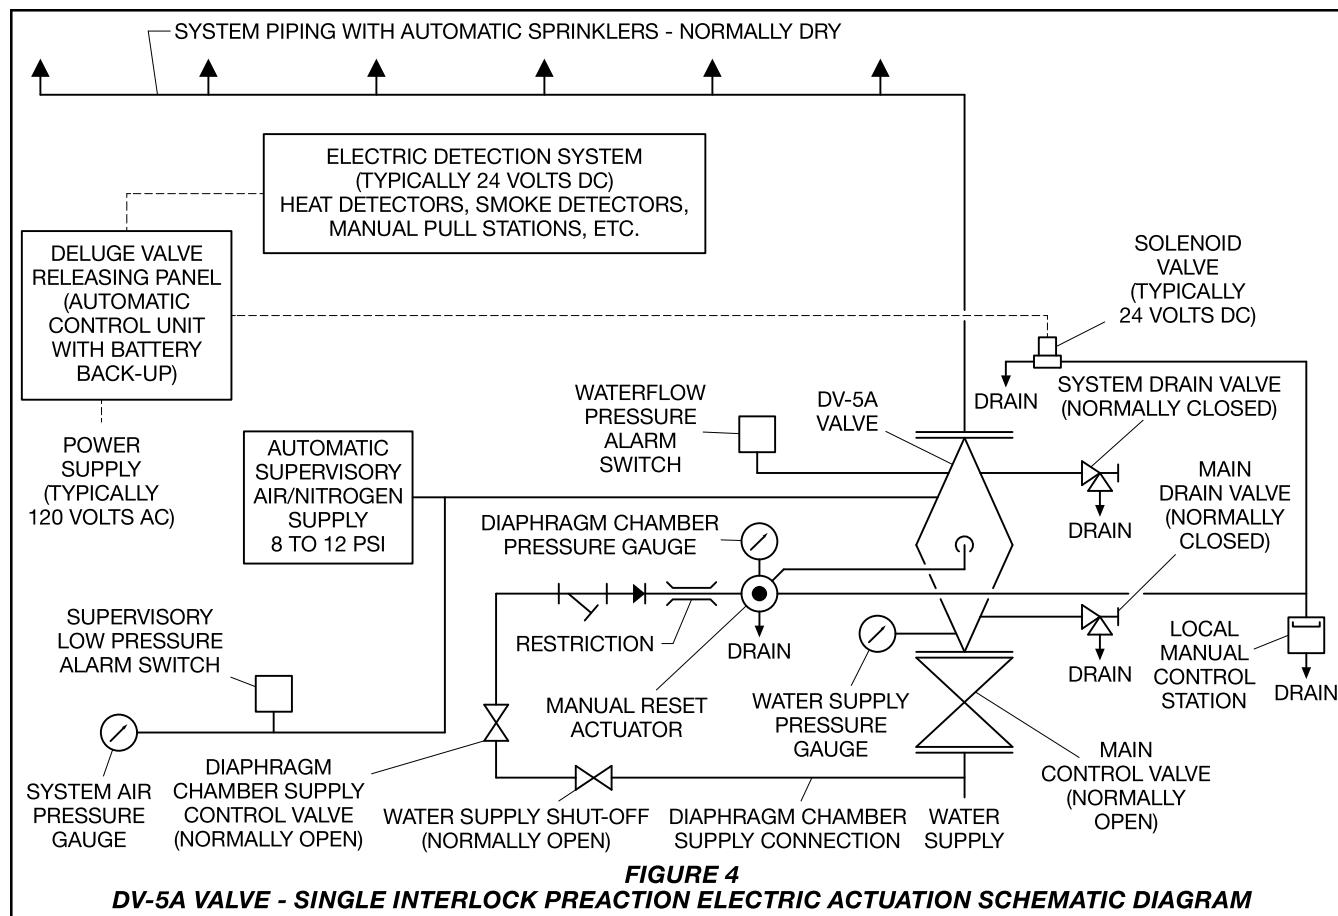 SYSTEM PIPING WITH AUTOMATIC SPRINKLERS - NORMALLY DRY
ELECTRIC DETECTION SYSTEM
(TYPICALLY 24 VOLTS DC)
HEAT DETECTORS, SMOKE DETECTORS,
MANUAL PULL STATIONS, ETC.
DELUGE VALVE
RELEASING PANEL
(AUTOMATIC
CONTROL UNIT
WITH BATTERY
BACK-UP)
SOLENOID
VALVE
(TYPICALLY
24 VOLTS DC)
DRAIN
SYSTEM DRAIN VALVE
(NORMALLY CLOSED)
WATERFLOW
PRESSURE
ALARM
SWITCH
DV-5A
VALVE
POWER
SUPPLY
(TYPICALLY
120 VOLTS AC)
AUTOMATIC
SUPERVISORY
AIR/NITROGEN
SUPPLY
8 TO 12 PSI
MAIN
DRAIN VALVE
(NORMALLY
CLOSED)
DRAIN
DIAPHRAGM CHAMBER
PRESSURE GAUGE
SUPERVISORY
LOW PRESSURE
ALARM SWITCH
RESTRICTION
DRAIN
DRAIN
LOCAL
MANUAL
CONTROL
STATION
DRAIN
MANUAL RESET
ACTUATOR
WATER SUPPLY
PRESSURE
GAUGE
MAIN
CONTROL VALVE
(NORMALLY
OPEN)
SYSTEM AIR
PRESSURE
GAUGE
DIAPHRAGM
CHAMBER SUPPLY
CONTROL VALVE
(NORMALLY OPEN)
WATER SUPPLY SHUT-OFF
(NORMALLY OPEN)
DIAPHRAGM CHAMBER
SUPPLY CONNECTION
WATER
SUPPLY
FIGURE 4
DV-5A VALVE - SINGLE INTERLOCK PREACTION ELECTRIC ACTUATION SCHEMATIC DIAGRAM